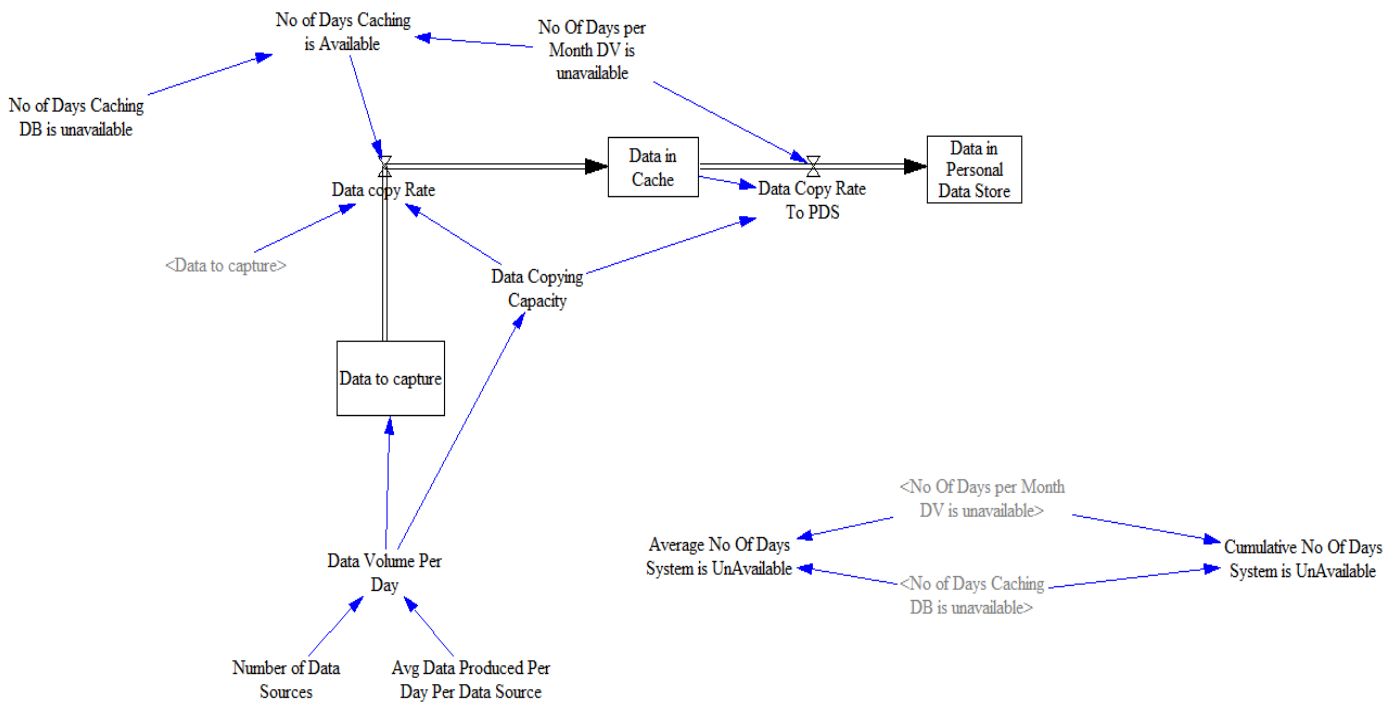 No of Days Caching
is Available
No Of Days per
Month DV is
unavailable
No of Days Caching
DB is unavailable
Data in
Cache
Data in
Personal
Data Store
Data copy Rate
Data Copy Rate
To PDS
<Data to capture>
Data Copying
Capacity
Data to capture
<No Of Days per Month
DV is unavailable>
Average No Of Days
System is UnAvailable
Cumulative No Of Days
System is UnAvailable
<No of Days Caching
DB is unavailable>
Data Volume Per
Day
Number of Data
Sources
Avg Data Produced Per
Day Per Data Source